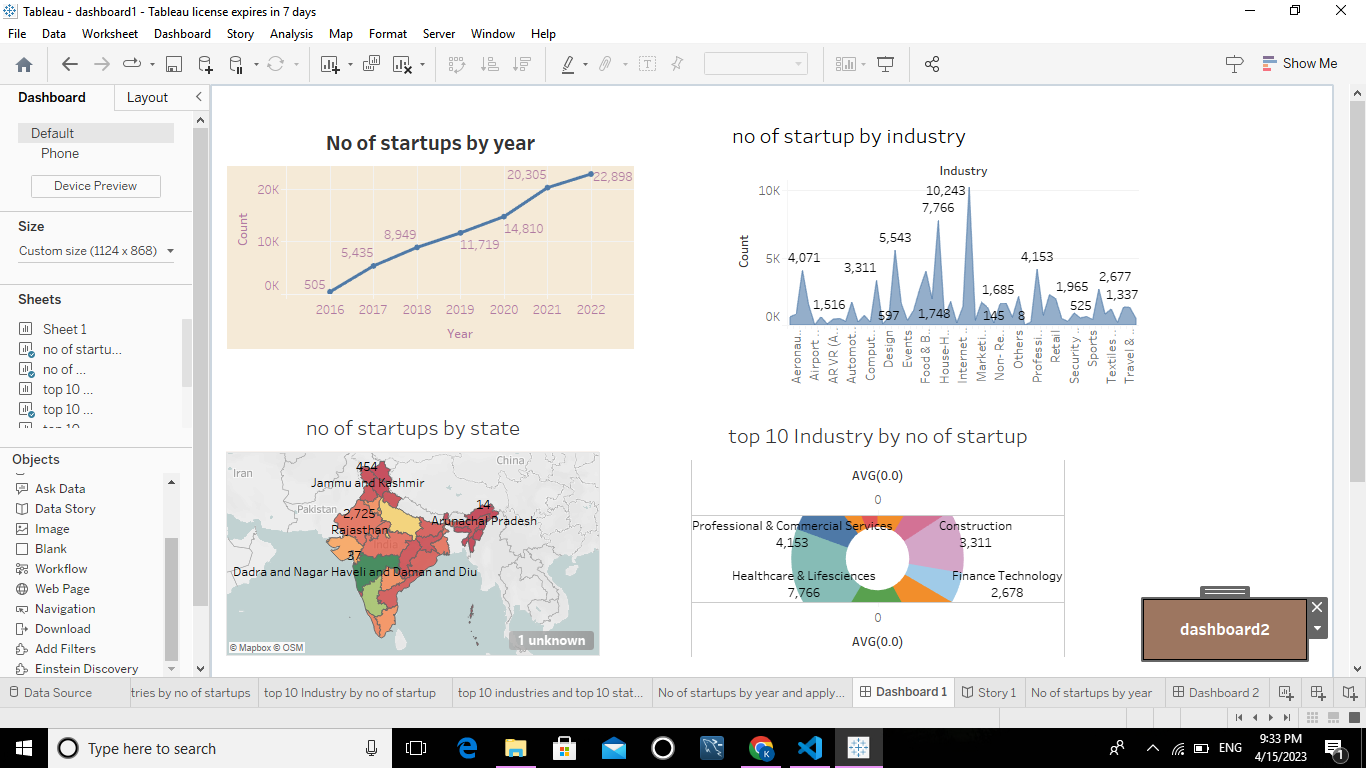 Tableau - dashboard1 - Tableau license expires in 7 days
File Data Worksheet Dashboard Story Analysis Map Format Server Window Help
Show Me
Dashboard Layout
Default
Phone
Device Preview
Size
Custom size (1124 x 868)
Sheets
Sheet 1
no of startu...
no of ...
top 10 ...
top 10 ...
Objects
Ask Data
Data Story
Image
Blank
Workflow
Web Page
Navigation
Download
Add Filters
Einstein Discovery
No of startups by year
20K
10K
0K
Count
505
5,435
8,949
11,719
14,810
20,305
22,898
2016 2017 2018 2019 2020 2021 2022
Year
no of startup by industry
Industry
10K
5K
0K
Count
4,071
1,516
3,311
5,543
597
1,748
7,766
10,243
1,685
145
8
4,153
1,965
525
2,677
1,337
Aeronau..
Airport ..
AR VR (A..
Automot..
Comput..
Design
Events
Food & B..
House-H..
Internet ..
Marketi..
Non- Re..
Others
Professi..
Retail
Security ..
Sports
Textiles ..
Travel & ..
no of startups by state
Iran
China
Pakistan
India
454
Jammu and Kashmir
2,725
Rajasthan
14
Arunachal Pradesh
37
Dadra and Nagar Haveli and Daman and Diu
1 unknown
© Mapbox © OSM
top 10 Industry by no of startup
AVG(0.0)
0
Professional & Commercial Services
4,153
Construction
3,311
Healthcare & Lifesciences
7,766
Finance Technology
2,678
0
AVG(0.0)
dashboard2
Data Source
tries by no of startups
top 10 Industry by no of startup
top 10 industries and top 10 stat...
No of startups by year and apply...
Dashboard 1
Story 1
No of startups by year
Dashboard 2
Type here to search
ENG
9:33 PM
4/15/2023
1